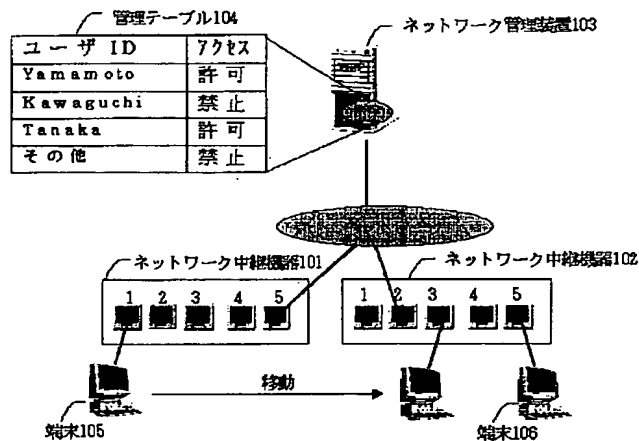 管理テーブル104
ユーザID アクセス
Yamamoto 許可
Kawaguchi 禁止
Tanaka 許可
その他 禁止
ネットワーク管理装置103
ネットワーク中継機器101
1 2 3 4 5
ネットワーク中継機器102
1 2 3 4 5
移動
端末105
端末106